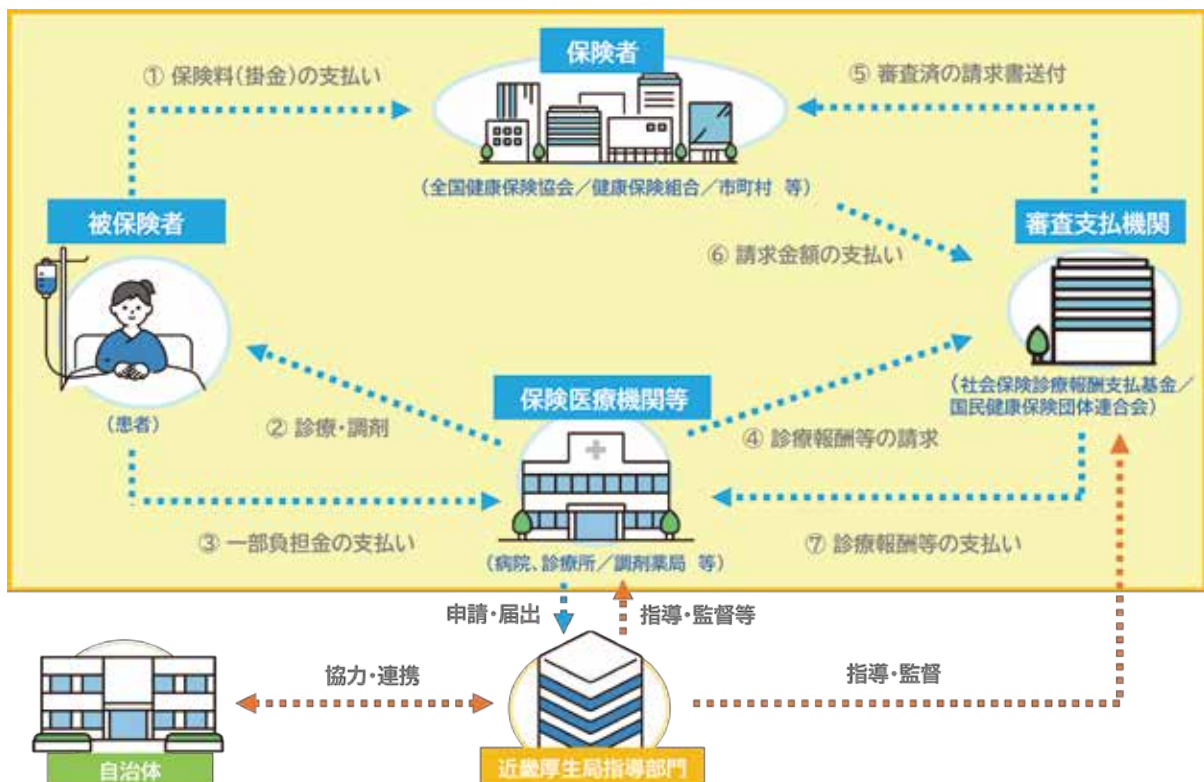 保険者
① 保険料(掛金)の支払い
⑤ 審査済の請求書送付
(全国健康保険協会／健康保険組合／市町村 等)
被保険者
審査支払機関
⑥ 請求金額の支払い
(社会保険診療報酬支払基金／
国民健康保険団体連合会)
保険医療機関等
(患者)
② 診療・調剤
④ 診療報酬等の請求
③ 一部負担金の支払い
⑦ 診療報酬等の支払い
(病院、診療所／調剤薬局 等)
申請・届出
指導・監督等
協力・連携
指導・監督
自治体
近畿厚生局指導部門